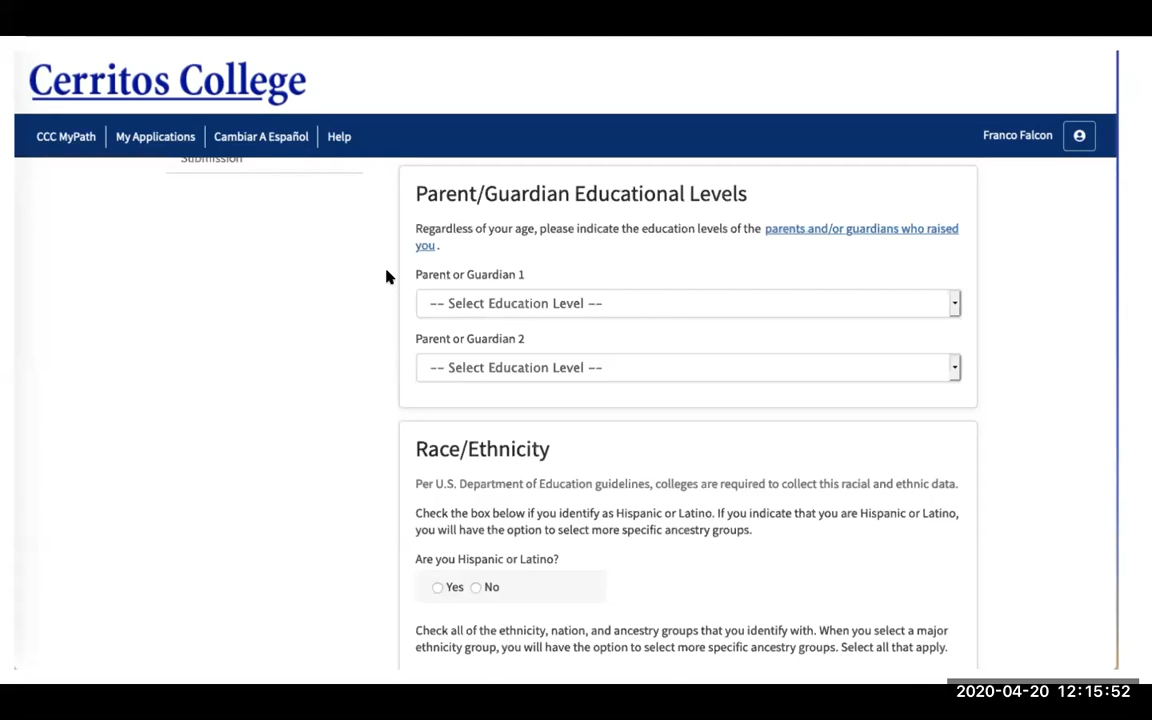 Cerritos College
CCC MyPath
My Applications
Cambiar A Español
Help
Franco Falcon
Submission
Parent/Guardian Educational Levels
Regardless of your age, please indicate the education levels of the parents and/or guardians who raised
you .
Parent or Guardian 1
-- Select Education Level --
Parent or Guardian 2
-- Select Education Level --
Race/Ethnicity
Per U.S. Department of Education guidelines, colleges are required to collect this racial and ethnic data.
Check the box below if you identify as Hispanic or Latino. If you indicate that you are Hispanic or Latino,
you will have the option to select more specific ancestry groups.
Are you Hispanic or Latino?
Yes No
Check all of the ethnicity, nation, and ancestry groups that you identify with. When you select a major
ethnicity group, you will have the option to select more specific ancestry groups. Select all that apply.
2020-04-20 12:15:52